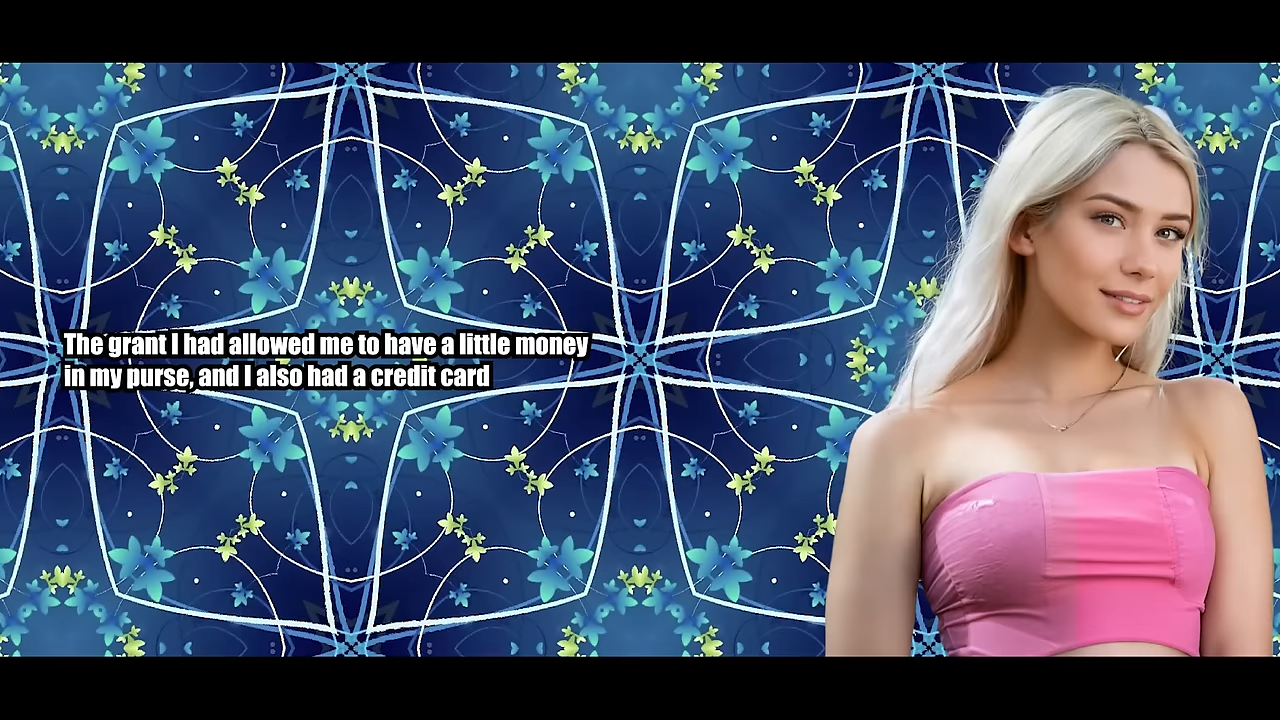 The grant I had allowed me to have a little money
in my purse, and I also had a credit card